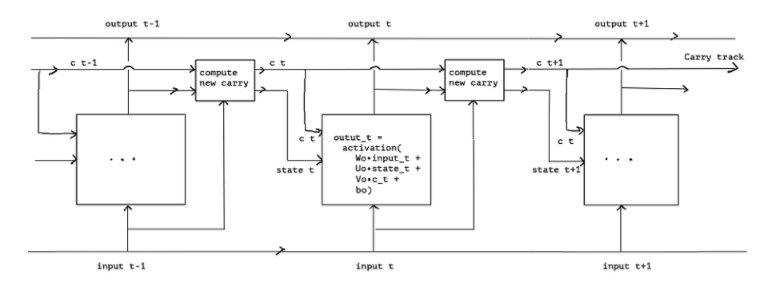 output t-1
output t
output t+1
c t-1
compute
new carry
c t
compute
new carry
c t+1
Carry track
...
c t
outut_t =
activation(
Wo•input_t +
Uo•state_t +
Vo•c_t +
bo)
c t
...
state t
state t+1
input t-1
input t
input t+1